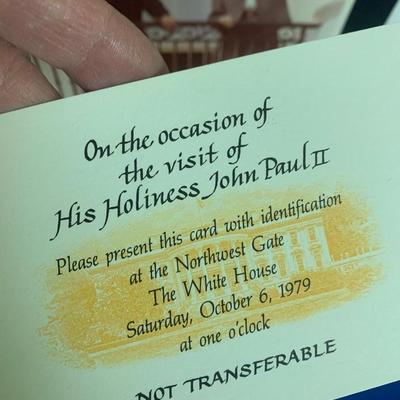 On the occasion of
the visit of
His Holiness John Paul II
Please present this card with identification
at the Northwest Gate
The White House
Saturday, October 6, 1979
at one o'clock
NOT TRANSFERABLE